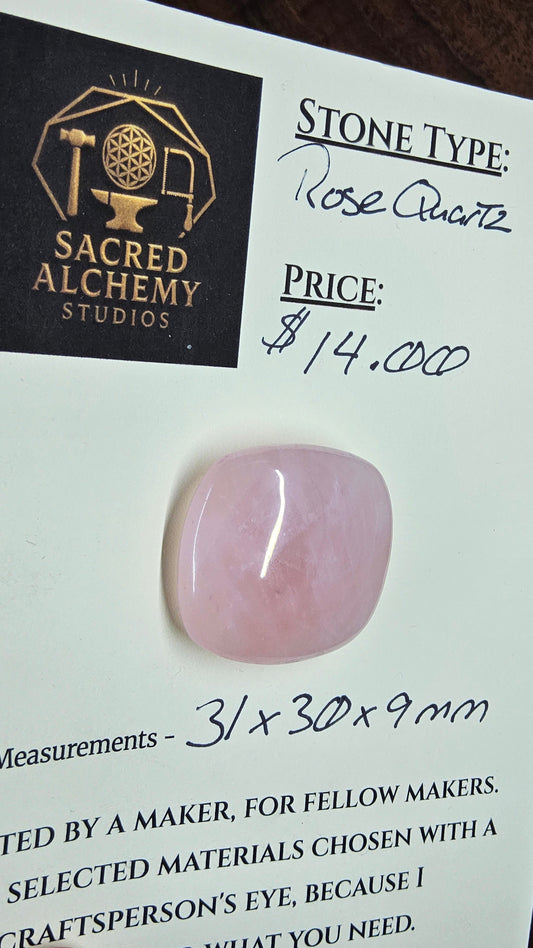 SACRED
ALCHEMY
STUDIOS
STONE TYPE:
Rose Quartz
PRICE:
$14.00
Measurements - 31x30x9mm
TED BY A MAKER, FOR FELLOW MAKERS.
SELECTED MATERIALS CHOSEN WITH A
CRAFTSPERSON'S EYE, BECAUSE I
WHAT YOU NEED.